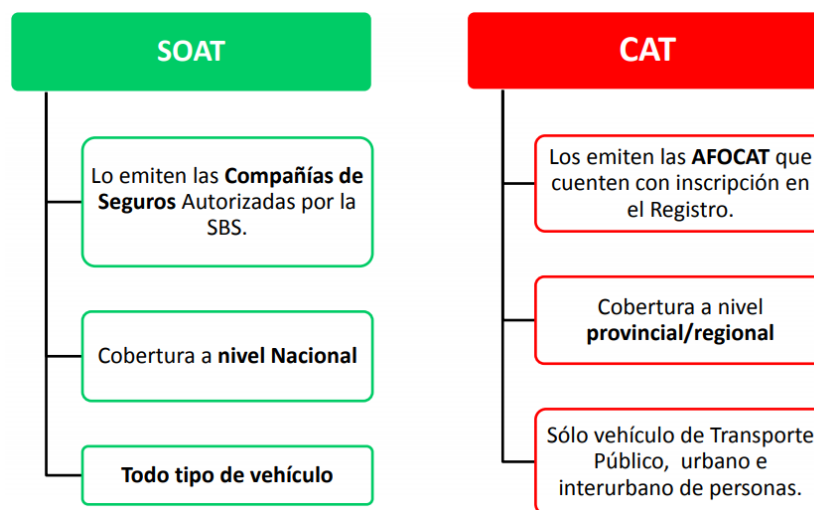 SOAT
Lo emiten las Compañías de
Seguros Autorizadas por la
SBS.
Cobertura a nivel Nacional
Todo tipo de vehículo
CAT
Los emiten las AFOCAT que
cuenten con inscripción en
el Registro.
Cobertura a nivel
provincial/regional
Sólo vehículo de Transporte
Público, urbano e
interurbano de personas.